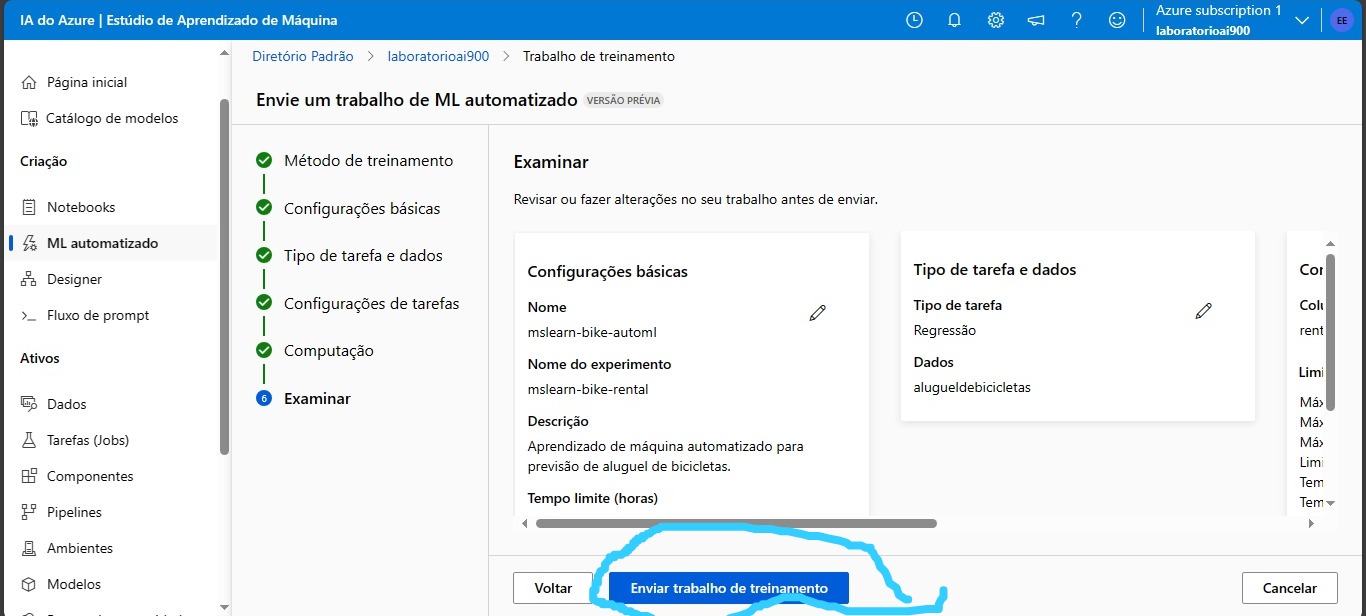 IA do Azure | Estúdio de Aprendizado de Máquina
Azure subscription 1
laboratorioai900
EE
Diretório Padrão > laboratorioai900 > Trabalho de treinamento
Envie um trabalho de ML automatizado VERSÃO PRÉVIA
Página inicial
Catálogo de modelos
Criação
Notebooks
ML automatizado
Designer
Fluxo de prompt
Ativos
Dados
Tarefas (Jobs)
Componentes
Pipelines
Ambientes
Modelos
Método de treinamento
Configurações básicas
Tipo de tarefa e dados
Configurações de tarefas
Computação
6 Examinar
Examinar
Revisar ou fazer alterações no seu trabalho antes de enviar.
Configurações básicas
Nome
mslearn-bike-automl
Nome do experimento
mslearn-bike-rental
Descrição
Aprendizado de máquina automatizado para
previsão de aluguel de bicicletas.
Tempo limite (horas)
Tipo de tarefa e dados
Tipo de tarefa
Regressão
Dados
alugueldebicicletas
Cor
Colu
rent
Limi
Máx
Máx
Máx
Limi
Tem
Tem
Voltar
Enviar trabalho de treinamento
Cancelar